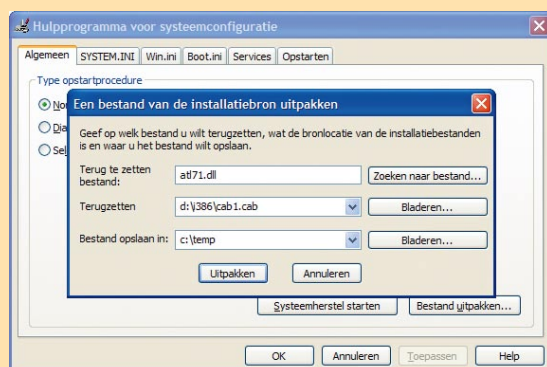 Hulpprogramma voor systeemconfiguratie
Algemeen SYSTEM.INI Win.ini Boot.ini Services Opstarten
Type opstartprocedure
Een bestand van de installatiebron uitpakken
Geef op welk bestand u wilt terugzetten, wat de bronlocatie van de installatiebestanden
is en waar u het bestand wilt opslaan.
Terug te zetten
bestand:
atl71.dll
Zoeken naar bestand...
Terugzetten
d:\i386\cab1.cab
Bladeren...
Bestand opslaan in:
c:\temp
Bladeren...
Uitpakken Annuleren
Systeemherstel starten Bestand uitpakken...
OK Annuleren Toepassen Help